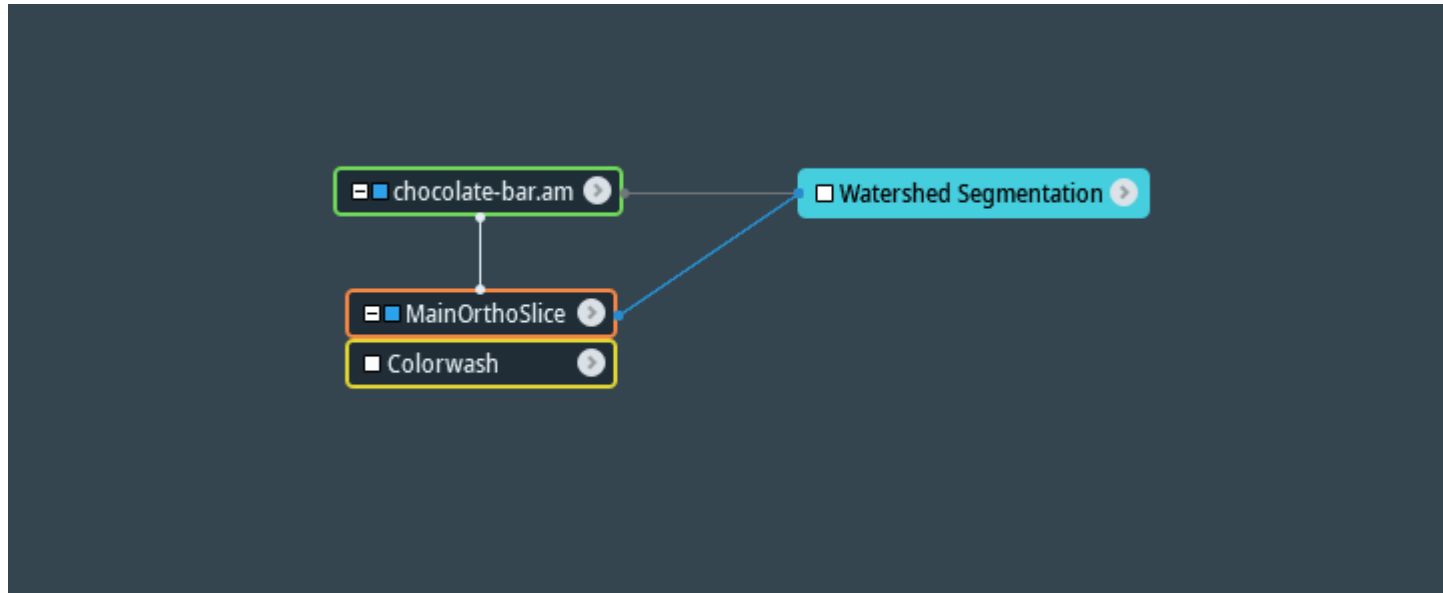 chocolate-bar.am
Watershed Segmentation
MainOrthoSlice
Colorwash